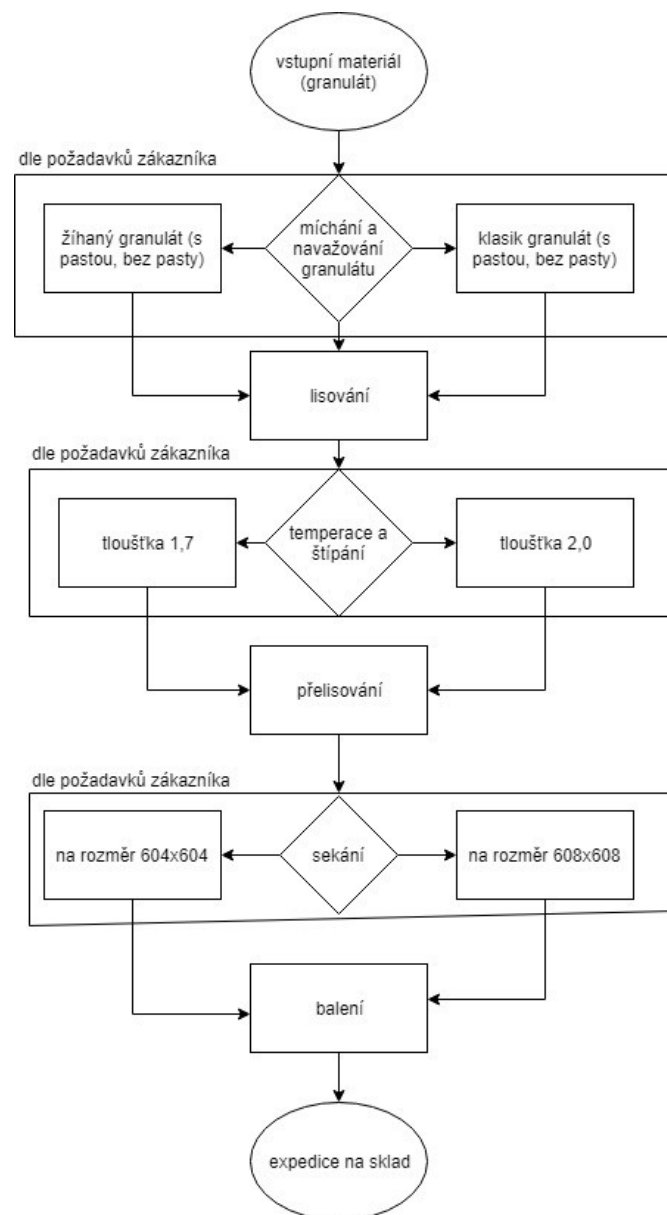 vstupní materiál
(granulát)
dle požadavků zákazníka
žíhaný granulát (s
pastou, bez pasty)
míchání a
navažování
granulátu
klasik granulát (s
pastou, bez pasty)
lisování
dle požadavků zákazníka
tloušťka 1,7
temperace a
štípání
tloušťka 2,0
přelisování
dle požadavků zákazníka
na rozměr 604x604
sekání
na rozměr 608x608
balení
expedice na sklad